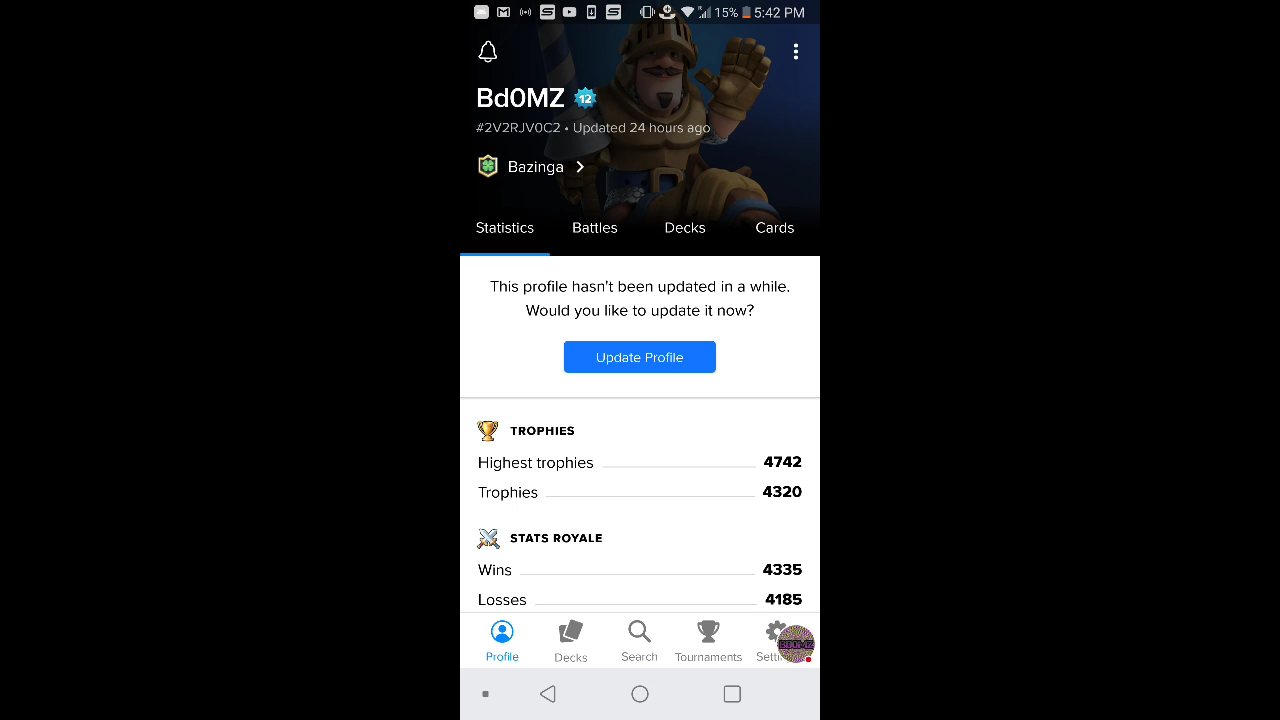 15% 5:42 PM
Bd0MZ 12
#2V2RJV0C2 • Updated 24 hours ago
Bazinga
Statistics Battles Decks Cards
This profile hasn't been updated in a while.
Would you like to update it now?
Update Profile
TROPHIES
Highest trophies 4742
Trophies 4320
STATS ROYALE
Wins 4335
Losses 4185
Profile Decks Search Tournaments
BD0MZ